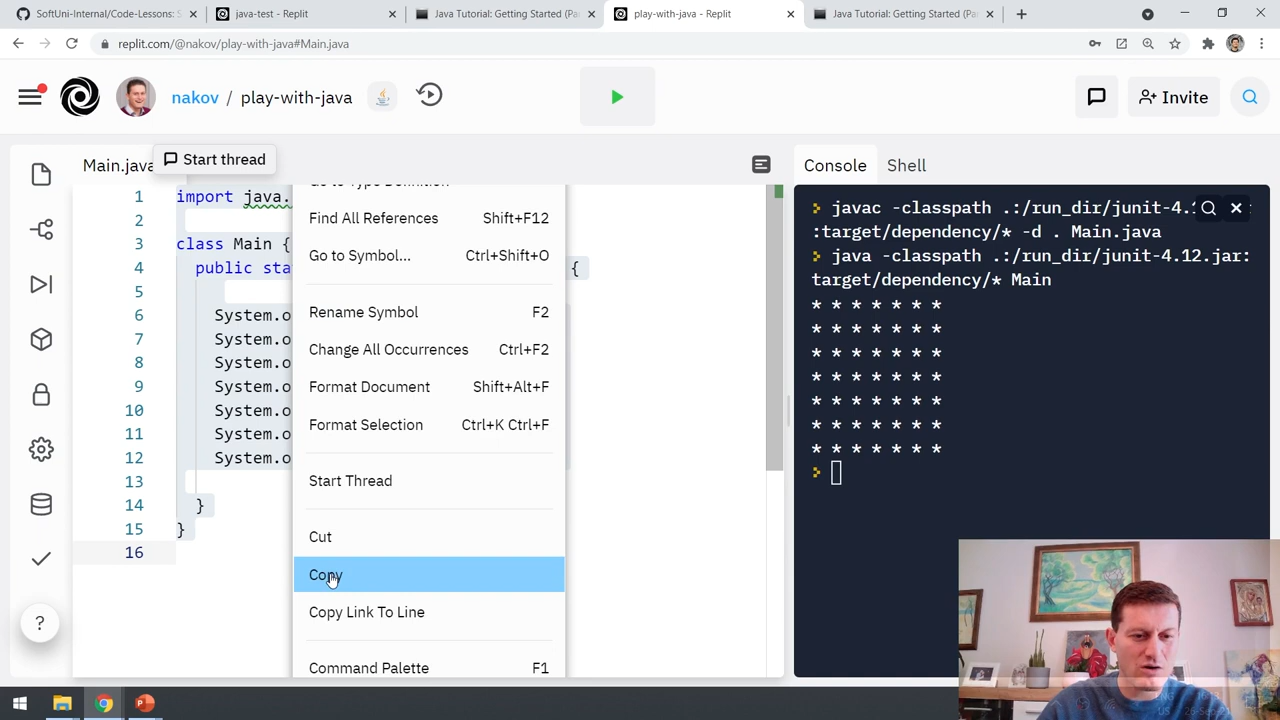 SoftUni-Internal/Code-Lessons: S
java-test - Replit
Java Tutorial: Getting Started (Pa
play-with-java - Replit
Java Tutorial: Getting Started (Pa
replit.com/@nakov/play-with-java#Main.java
nakov / play-with-java
Invite
Main.java
Start thread
Console
Shell
1 import java.
2
3 class Main {
4 public sta {
5
6 System.o
7 System.o
8 System.o
9 System.o
10 System.o
11 System.o
12 System.o
13
14 }
15 }
16
Go to Type Definition
Find All References Shift+F12
Go to Symbol... Ctrl+Shift+O
Rename Symbol F2
Change All Occurrences Ctrl+F2
Format Document Shift+Alt+F
Format Selection Ctrl+K Ctrl+F
Start Thread
Cut
Copy
Copy Link To Line
Command Palette F1
javac -classpath .:/run_dir/junit-4.
:target/dependency/* -d . Main.java
java -classpath .:/run_dir/junit-4.12.jar:
target/dependency/* Main
* * * * * * *
* * * * * * *
* * * * * * *
* * * * * * *
* * * * * * *
* * * * * * *
* * * * * * *
?